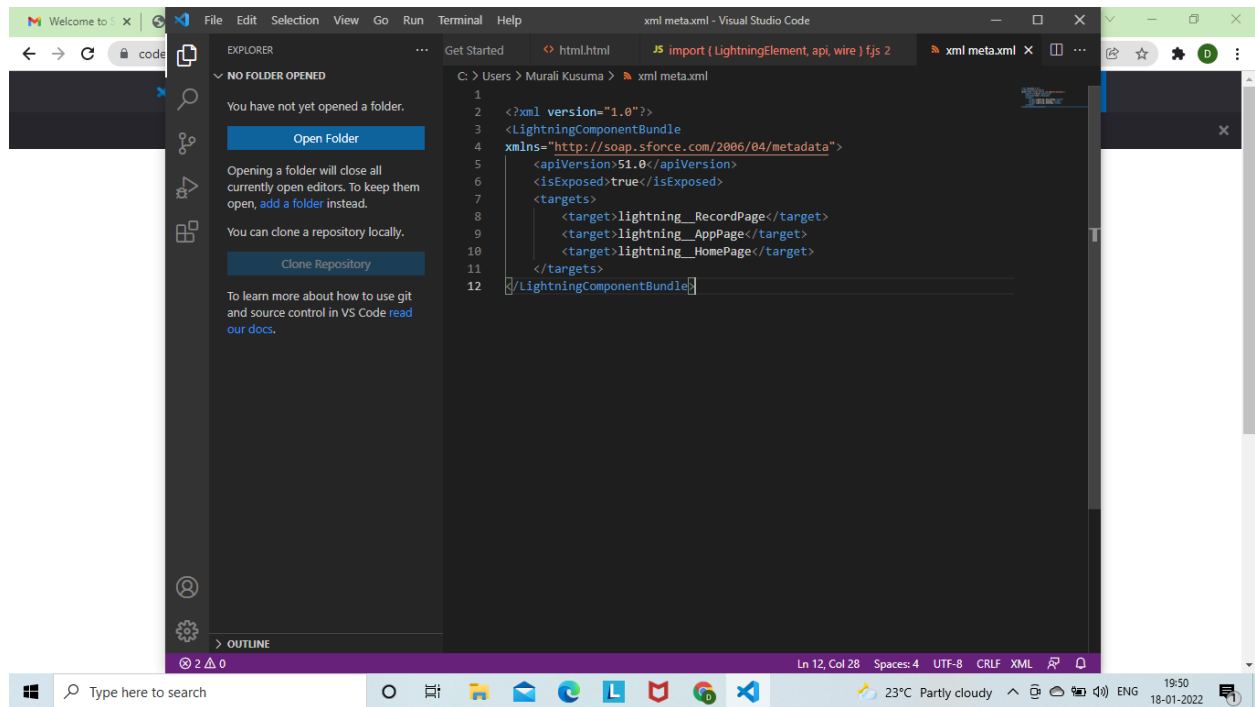 Welcome to S
File Edit Selection View Go Run Terminal Help
xml meta.xml - Visual Studio Code
code
D
EXPLORER
NO FOLDER OPENED
You have not yet opened a folder.
Open Folder
Opening a folder will close all
currently open editors. To keep them
open, add a folder instead.
You can clone a repository locally.
Clone Repository
To learn more about how to use git
and source control in VS Code read
our docs.
OUTLINE
Get Started html.html JS import { LightningElement, api, wire } f.js 2 xml meta.xml
C: > Users > Murali Kusuma > xml meta.xml
1
2 <?xml version="1.0"?>
3 <LightningComponentBundle
4 xmlns="http://soap.sforce.com/2006/04/metadata">
5 <apiVersion>51.0</apiVersion>
6 <isExposed>true</isExposed>
7 <targets>
8 <target>lightning__RecordPage</target>
9 <target>lightning__AppPage</target>
10 <target>lightning__HomePage</target>
11 </targets>
12 </LightningComponentBundle>
T
2 0
Ln 12, Col 28 Spaces: 4 UTF-8 CRLF XML
Type here to search
L
D
23°C Partly cloudy
ENG
19:50
18-01-2022
1